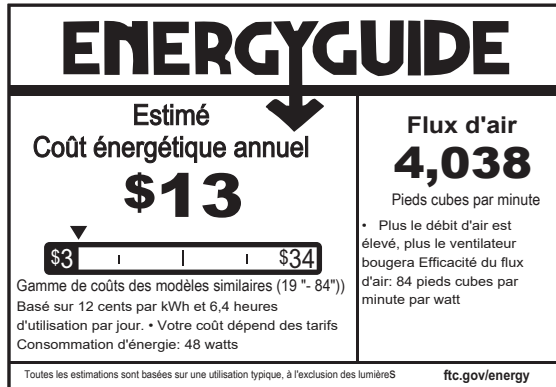 ENERGYGUIDE
Estimé
Coût énergétique annuel
$13
$3
$34
Gamme de coûts des modèles similaires (19 "- 84"))
Basé sur 12 cents par kWh et 6,4 heures
d'utilisation par jour. • Votre coût dépend des tarifs
Consommation d'énergie: 48 watts
Flux d'air
4,038
Pieds cubes par minute
• Plus le débit d'air est
élevé, plus le ventilateur
bougera Efficacité du flux
d'air: 84 pieds cubes par
minute par watt
Toutes les estimations sont basées sur une utilisation typique, à l'exclusion des lumièreS
ftc.gov/energy